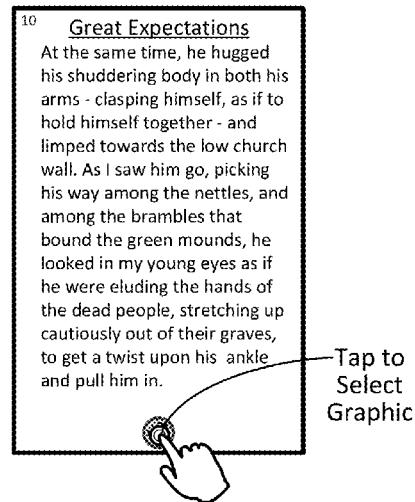 10
Great Expectations
At the same time, he hugged
his shuddering body in both his
arms - clasping himself, as if to
hold himself together - and
limped towards the low church
wall. As I saw him go, picking
his way among the nettles, and
among the brambles that
bound the green mounds, he
looked in my young eyes as if
he were eluding the hands of
the dead people, stretching up
cautiously out of their graves,
to get a twist upon his ankle
and pull him in.
Tap to
Select
Graphic